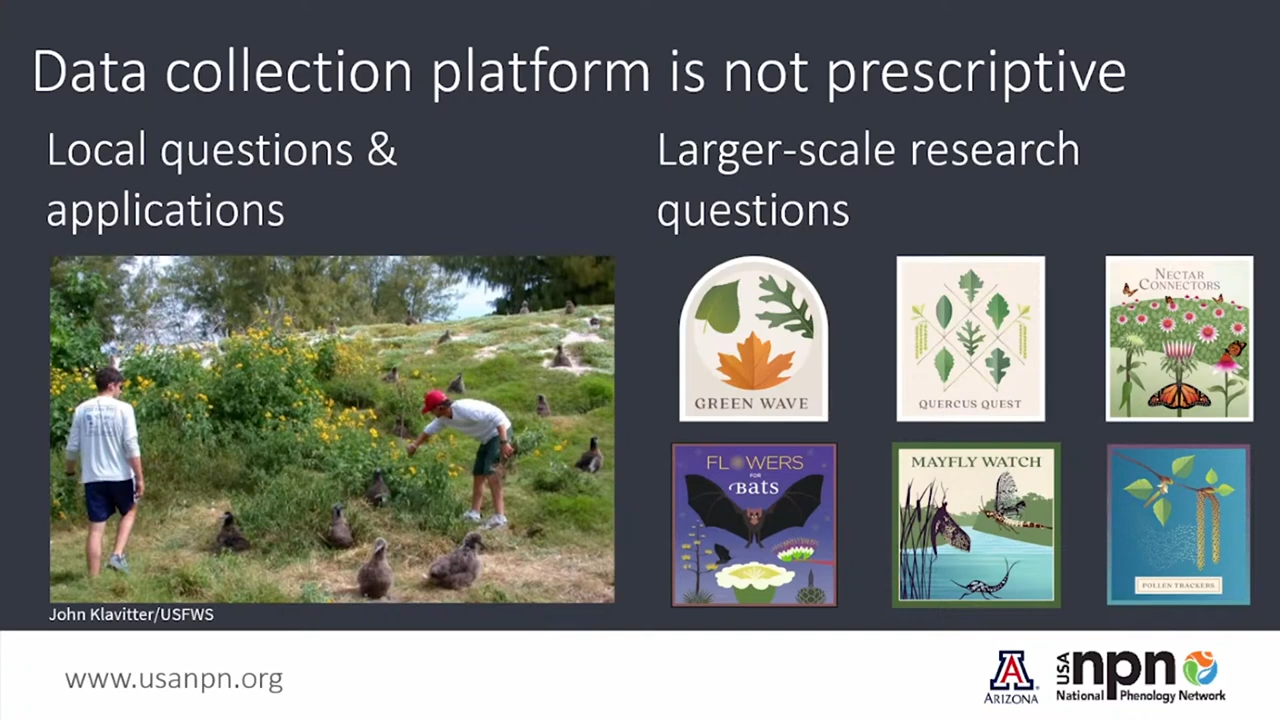 Data collection platform is not prescriptive
Local questions &
applications
Larger-scale research
questions
GREEN WAVE
QUERCUS QUEST
NECTAR
CONNECTORS
FLOWERS
FOR
Bats
MAYFLY WATCH
POLLEN TRACKERS
John Klavitter/USFWS
www.usanpn.org
A
ARIZONA
USA
npn
National Phenology Network